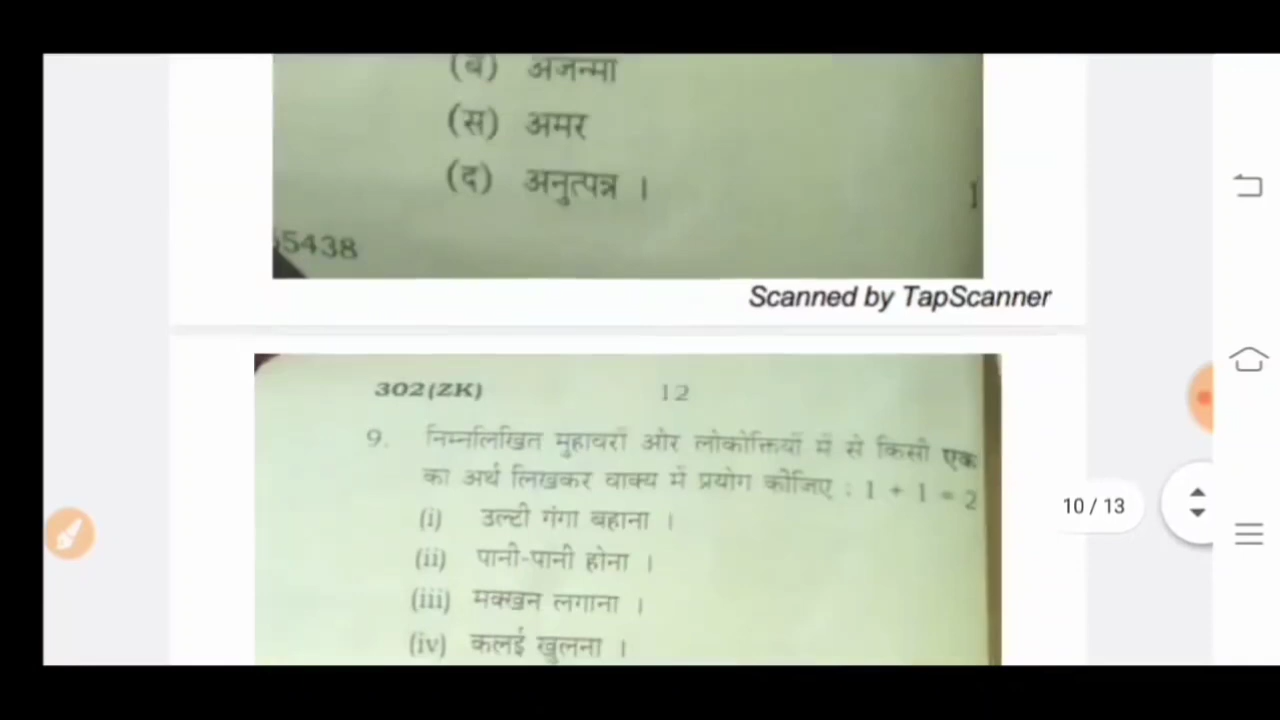 (ब) अजन्मा
(स) अमर
(द) अनुत्पन्न । 1
5438
Scanned by TapScanner
302(ZK) 12
9. निम्नलिखित मुहावरों और लोकोक्तियों में से किसी एक
का अर्थ लिखकर वाक्य में प्रयोग कीजिए : 1 + 1 = 2
(i) उल्टी गंगा बहाना ।
(ii) पानी-पानी होना ।
(iii) मक्खन लगाना ।
(iv) कलई खुलना ।
10 / 13